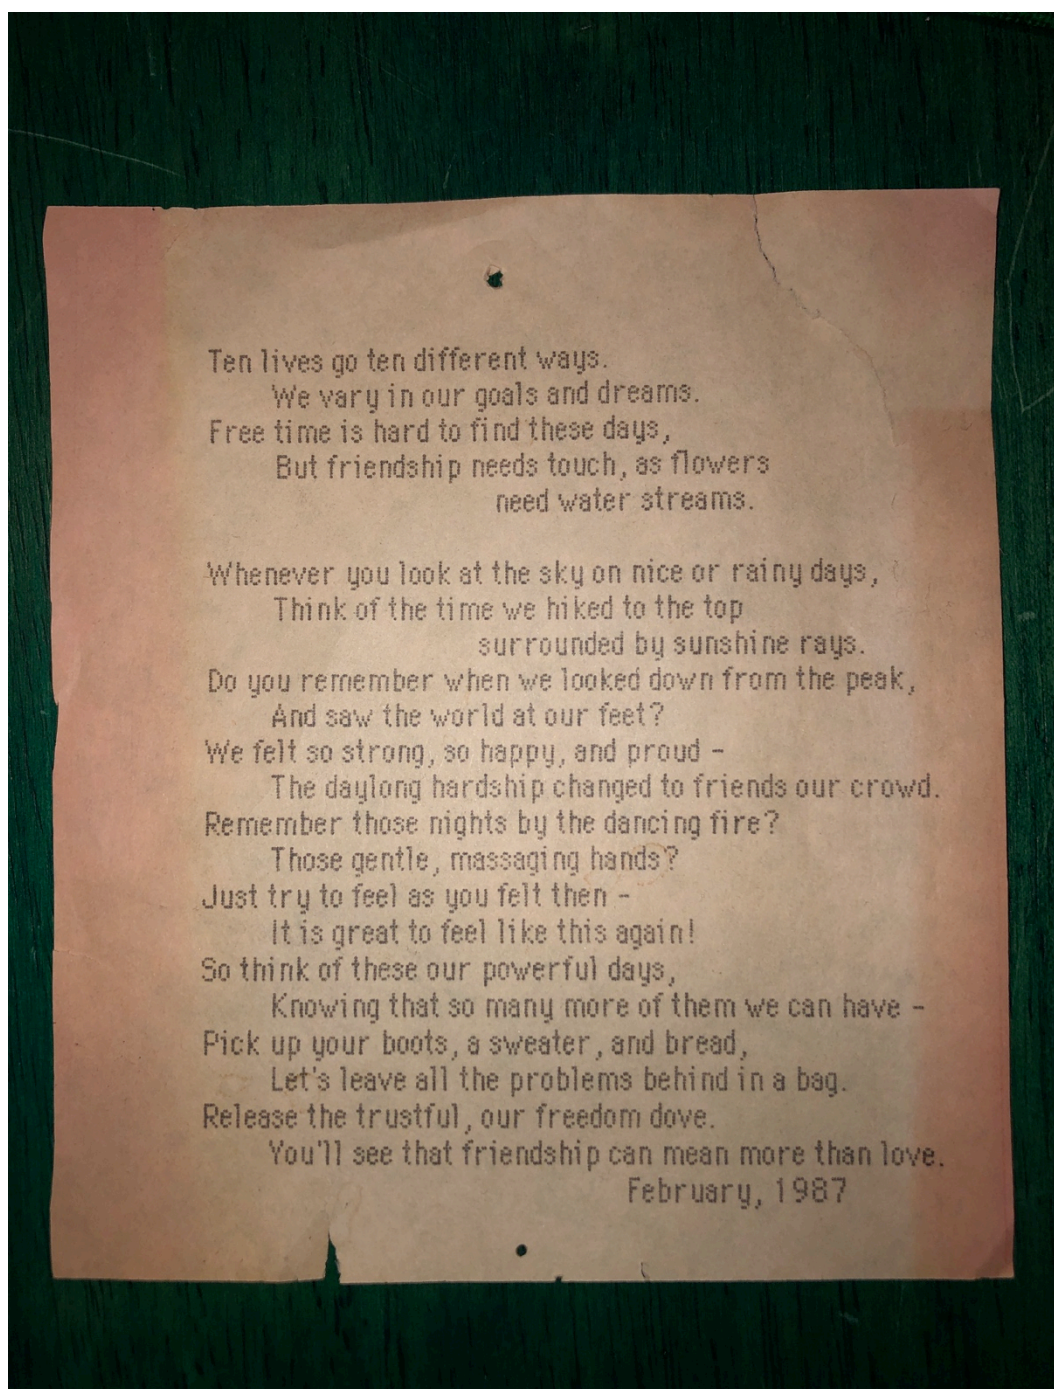 Ten lives go ten different ways.
We vary in our goals and dreams.
Free time is hard to find these days,
But friendship needs touch, as flowers
need water streams.
Whenever you look at the sky on nice or rainy days,
Think of the time we hiked to the top
surrounded by sunshine rays.
Do you remember when we looked down from the peak,
And saw the world at our feet?
We felt so strong, so happy, and proud -
The daylong hardship changed to friends our crowd.
Remember those nights by the dancing fire?
Those gentle, massaging hands?
Just try to feel as you felt then -
It is great to feel like this again!
So think of these our powerful days,
Knowing that so many more of them we can have -
Pick up your boots, a sweater, and bread,
Let's leave all the problems behind in a bag.
Release the trustful, our freedom dove.
You'll see that friendship can mean more than love.
February, 1987